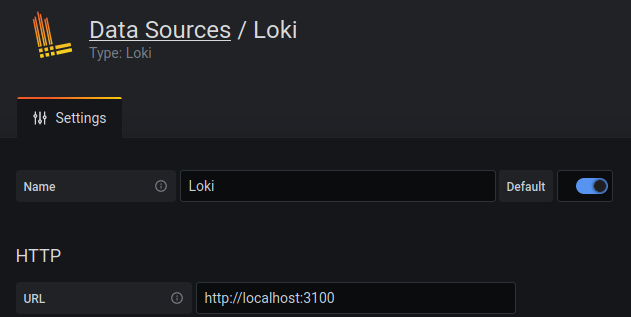 Data Sources / Loki
Type: Loki
Settings
Name Loki Default
HTTP
URL http://localhost:3100